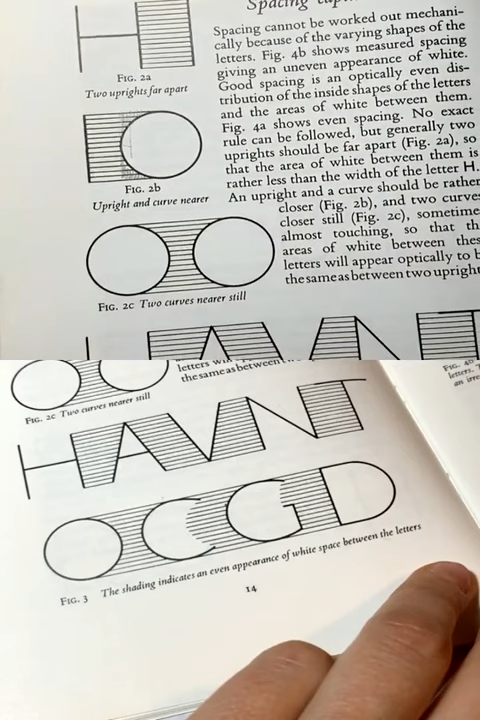 Spacing
H
FIG. 2a
Two uprights far apart
FIG. 2b
Upright and curve nearer
FIG. 2c Two curves nearer still
Spacing cannot be worked out mechani-
cally because of the varying shapes of the
letters. Fig. 4b shows measured spacing
giving an uneven appearance of white.
Good spacing is an optically even dis-
tribution of the inside shapes of the letters
and the areas of white between them.
Fig. 4a shows even spacing. No exact
rule can be followed, but generally two
uprights should be far apart (Fig. 2a), so
that the area of white between them is
rather less than the width of the letter H.
An upright and a curve should be rather
closer (Fig. 2b), and two curves
closer still (Fig. 2c), sometime
almost touching, so that th
areas of white between thes
letters will appear optically to b
the same as between two upright
letters
the same as between
FIG. 2c Two curves nearer still
FIG. 4b
letters.
an irre
HAVNT
OCGD
FIG. 3 The shading indicates an even appearance of white space between the letters
14